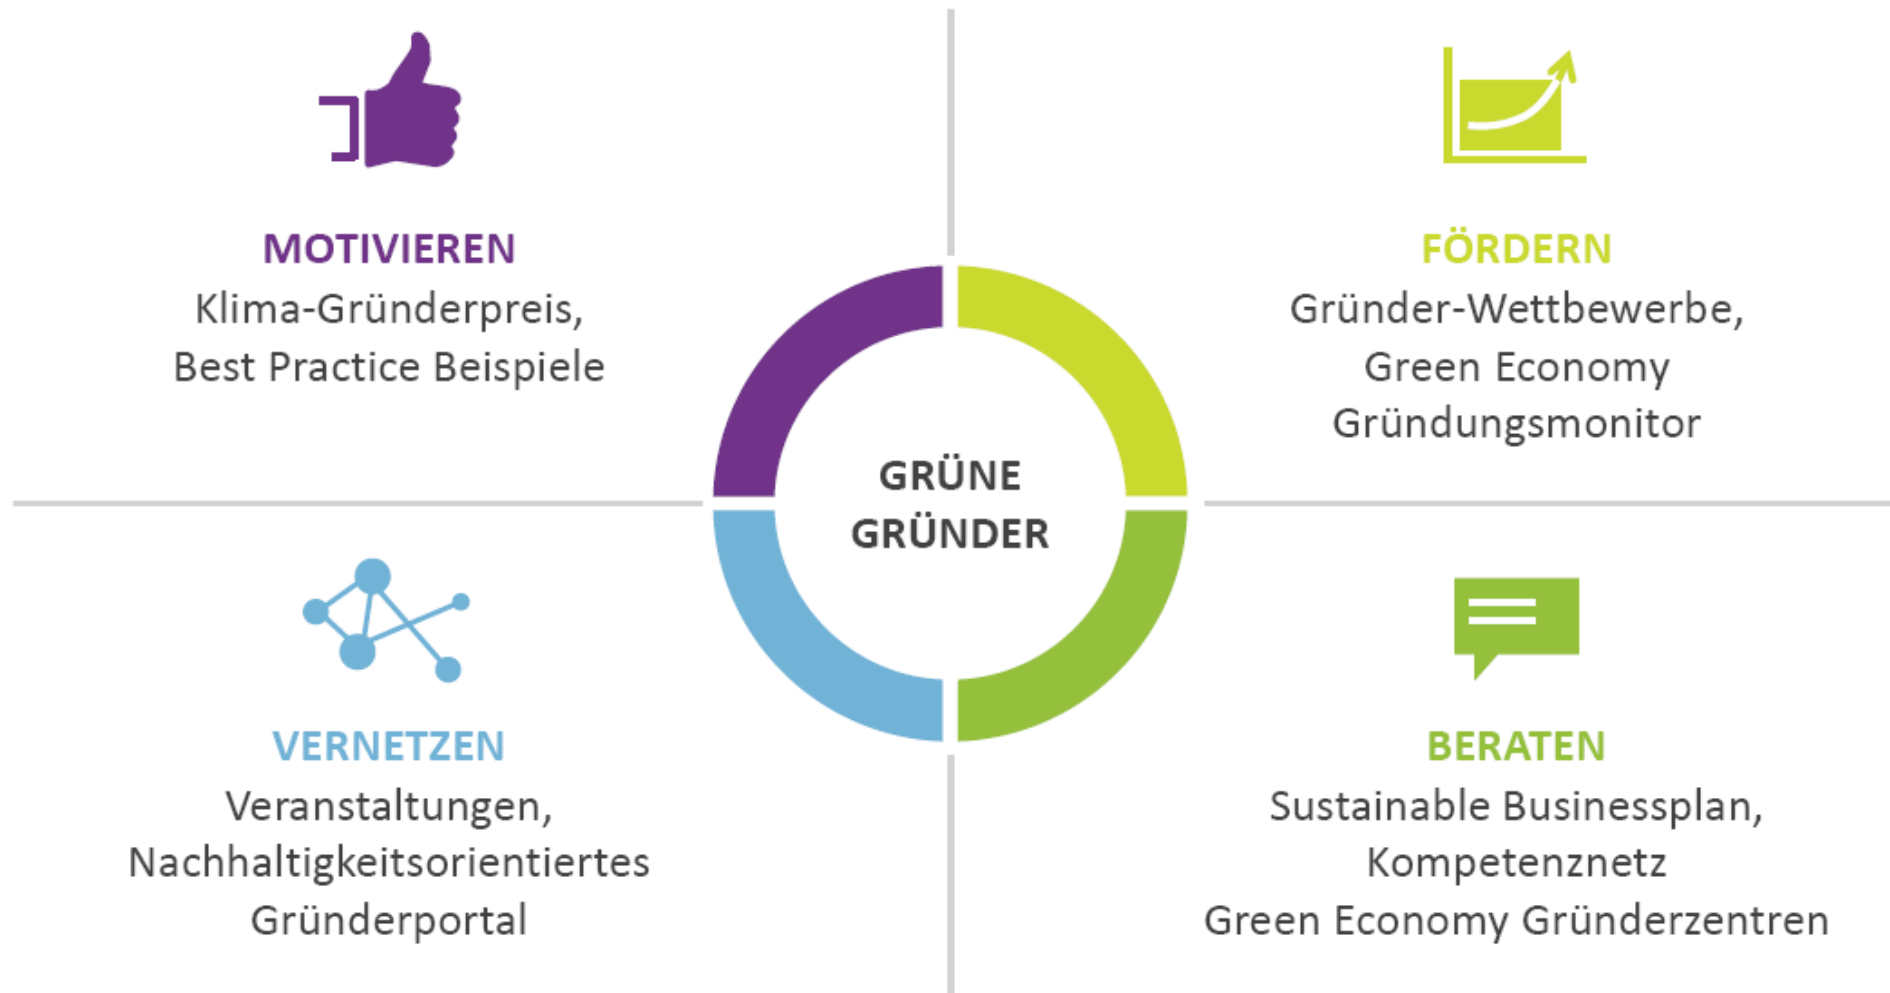 MOTIVIEREN
Klima-Gründerpreis,
Best Practice Beispiele
FÖRDERN
Gründer-Wettbewerbe,
Green Economy
Gründungsmonitor
GRÜNE
GRÜNDER
VERNETZEN
Veranstaltungen,
Nachhaltigkeitsorientiertes
Gründerportal
BERATEN
Sustainable Businessplan,
Kompetenznetz
Green Economy Gründerzentren